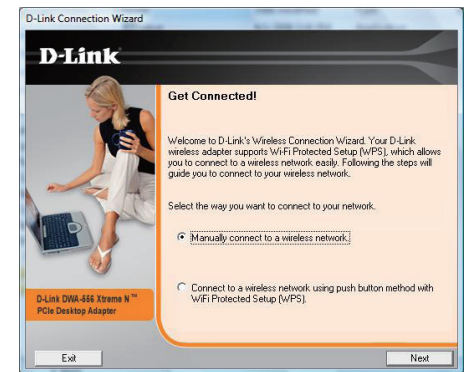 D-Link Connection Wizard
D-Link
Get Connected!
Welcome to D-Link's Wireless Connection Wizard. Your D-Link
wireless adapter supports Wi-Fi Protected Setup (WPS), which allows
you to connect to a wireless network easily. Following the steps will
guide you to connect to your wireless network.
Select the way you want to connect to your network.
Manually connect to a wireless network.
Connect to a wireless network using push button method with
WiFi Protected Setup (WPS).
D-Link DWA-566 Xtreme N™
PCIe Desktop Adapter
Exit
Next